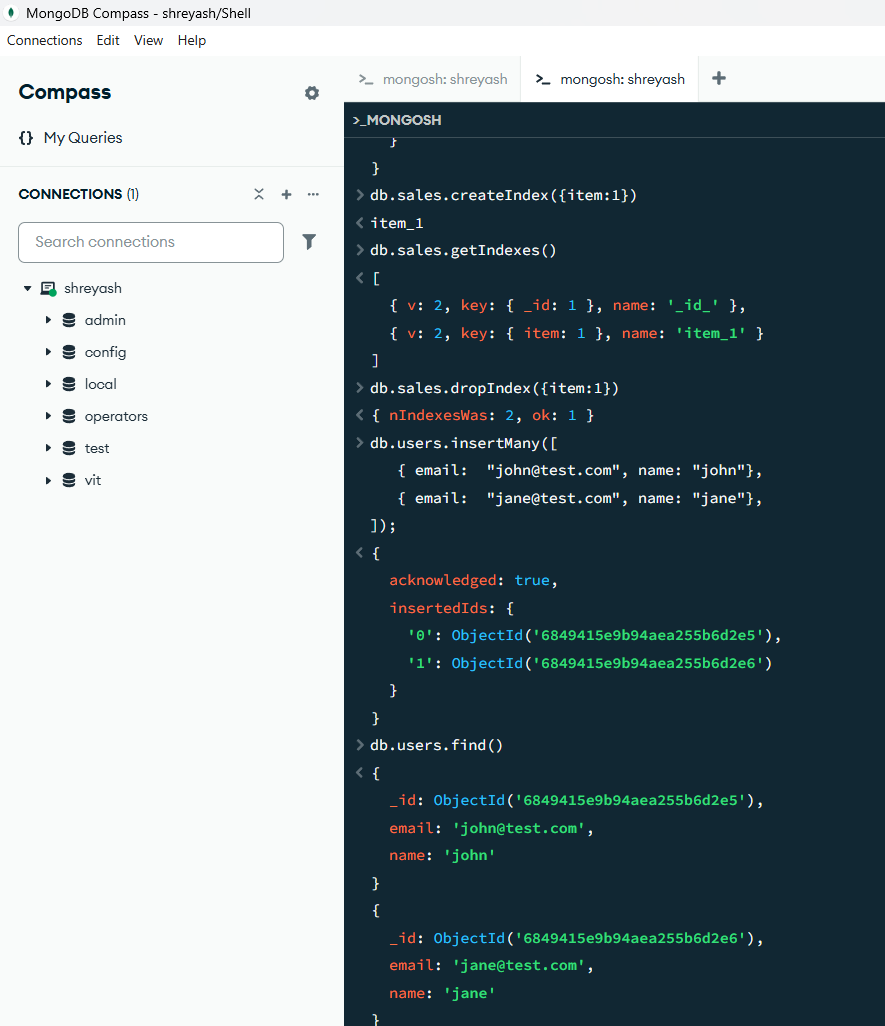 MongoDB Compass - shreyash/Shell
Connections Edit View Help
Compass
{} My Queries
CONNECTIONS (1)
Search connections
shreyash
admin
config
local
operators
test
vit
>_ mongosh: shreyash
>_ mongosh: shreyash
>_MONGOSH
}
}
> db.sales.createIndex({item:1})
< item_1
> db.sales.getIndexes()
< [
{ v: 2, key: { _id: 1 }, name: '_id_' },
{ v: 2, key: { item: 1 }, name: 'item_1' }
]
> db.sales.dropIndex({item:1})
< { nIndexesWas: 2, ok: 1 }
> db.users.insertMany([
{ email:  "john@test.com", name: "john"},
{ email:  "jane@test.com", name: "jane"},
]);
< {
acknowledged: true,
insertedIds: {
'0': ObjectId('6849415e9b94aea255b6d2e5'),
'1': ObjectId('6849415e9b94aea255b6d2e6')
}
}
> db.users.find()
< {
_id: ObjectId('6849415e9b94aea255b6d2e5'),
email: 'john@test.com',
name: 'john'
}
{
_id: ObjectId('6849415e9b94aea255b6d2e6'),
email: 'jane@test.com',
name: 'jane'
}